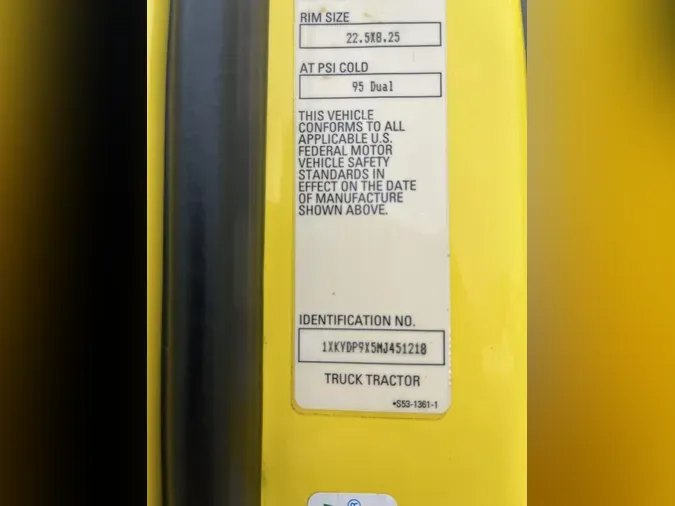 RIM SIZE
22.5X8.25
AT PSI COLD
95 Dual
THIS VEHICLE
CONFORMS TO ALL
APPLICABLE U.S.
FEDERAL MOTOR
VEHICLE SAFETY
STANDARDS IN
EFFECT ON THE DATE
OF MANUFACTURE
SHOWN ABOVE.
IDENTIFICATION NO.
1XKYDP9X5MJ451218
TRUCK TRACTOR
*S53-1361-1
®